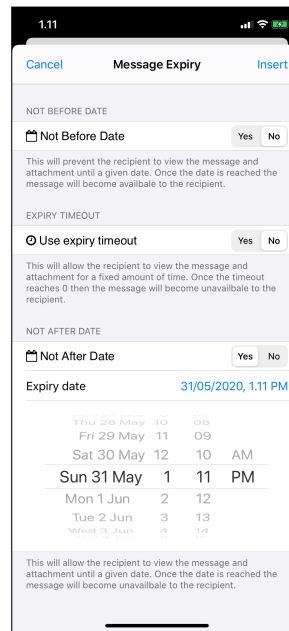 1.11
Cancel Message Expiry Insert
NOT BEFORE DATE
Not Before Date Yes No
This will prevent the recipient to view the message and
attachment until a given date. Once the date is reached the
message will become availbale to the recipient.
EXPIRY TIMEOUT
Use expiry timeout Yes No
This will allow the recipient to view the message and
attachment for a fixed amount of time. Once the timeout
reaches 0 then the message will become unavailbale to the
recipient.
NOT AFTER DATE
Not After Date Yes No
Expiry date 31/05/2020, 1.11 PM
Thu 28 May 10 08
Fri 29 May 11 09
Sat 30 May 12 10 AM
Sun 31 May 1 11 PM
Mon 1 Jun 2 12
Tue 2 Jun 3 13
Wed 3 Jun 4 14
This will allow the recipient to view the message and
attachment until a given date. Once the date is reached the
message will become unavailbale to the recipient.